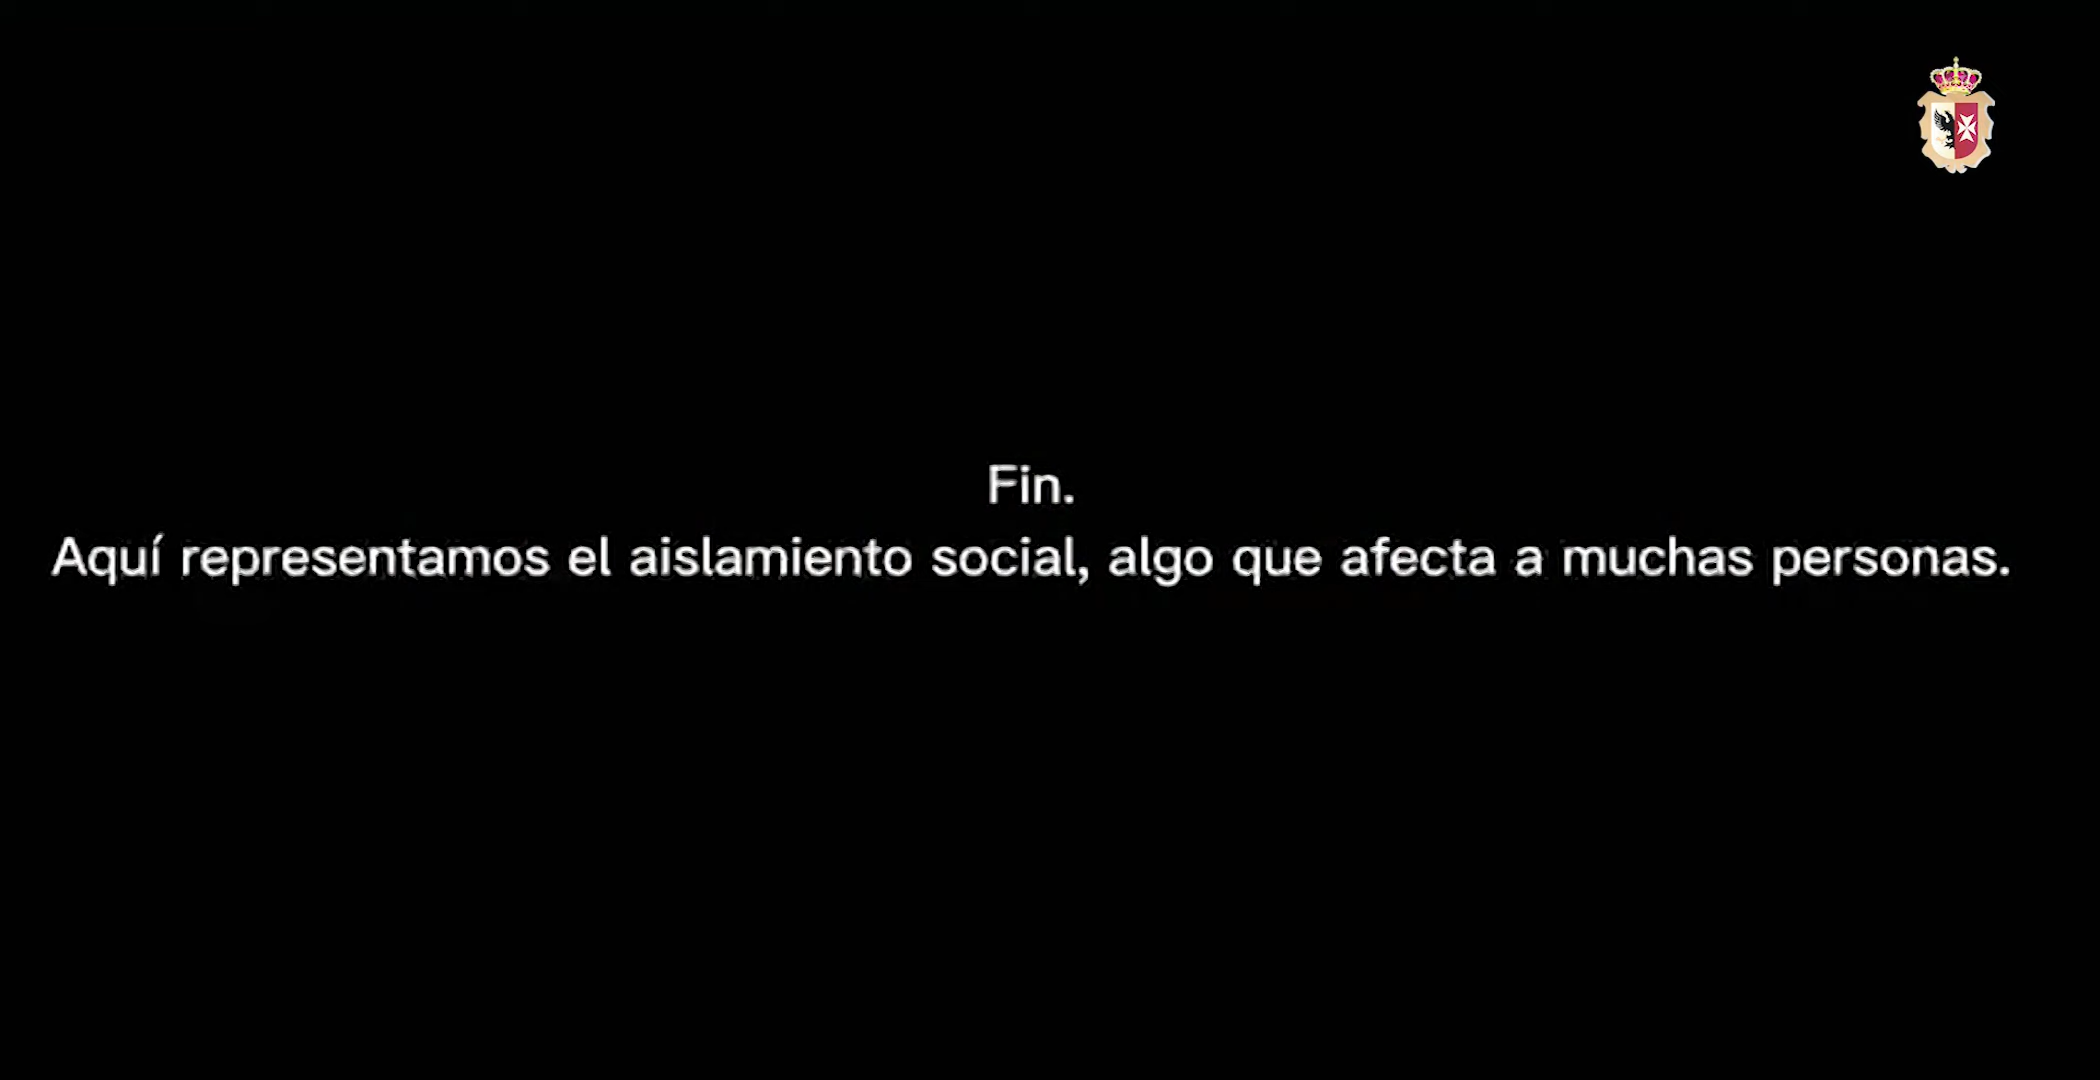 Fin.
Aquí representamos el aislamiento social, algo que afecta a muchas personas.